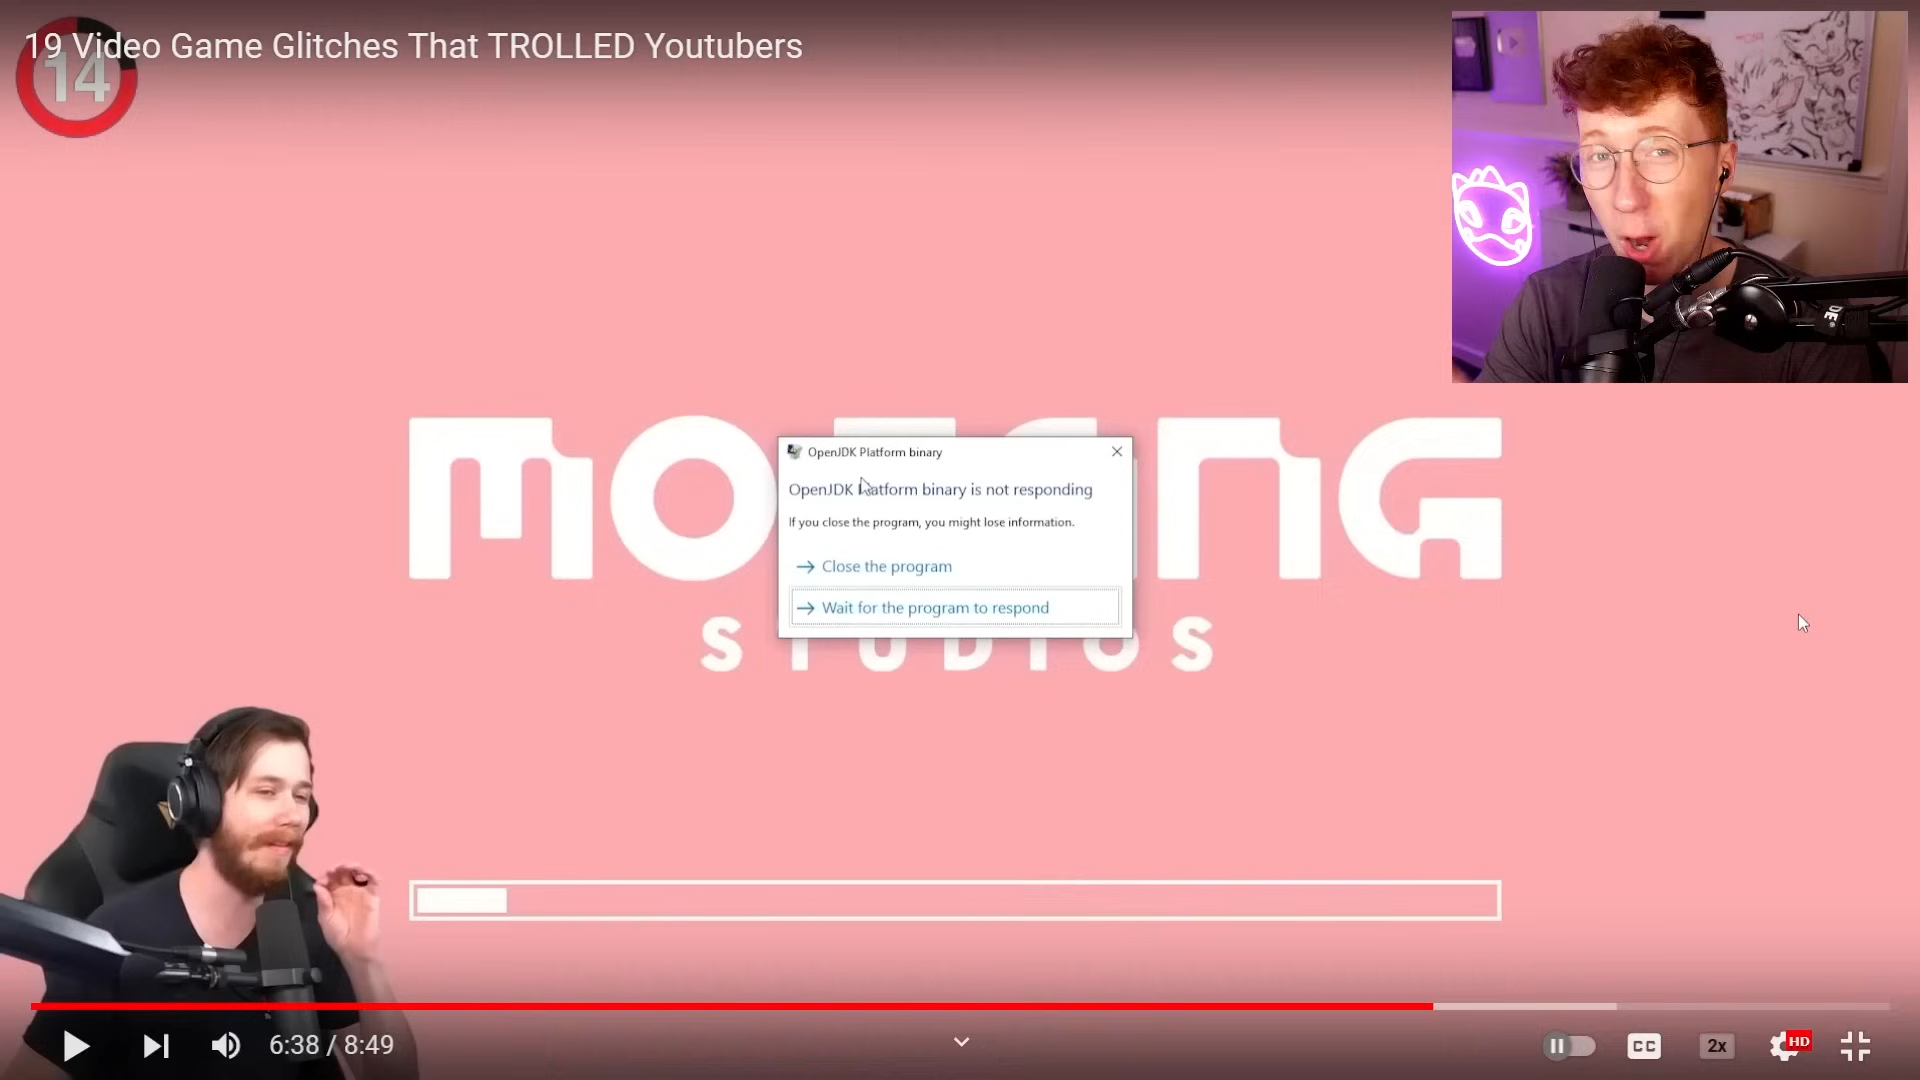 19 Video Game Glitches That TROLLED Youtubers
14
OpenJDK Platform binary
OpenJDK Platform binary is not responding
If you close the program, you might lose information.
Close the program
Wait for the program to respond
STUDIOS
6:38 / 8:49
CC
2x
HD